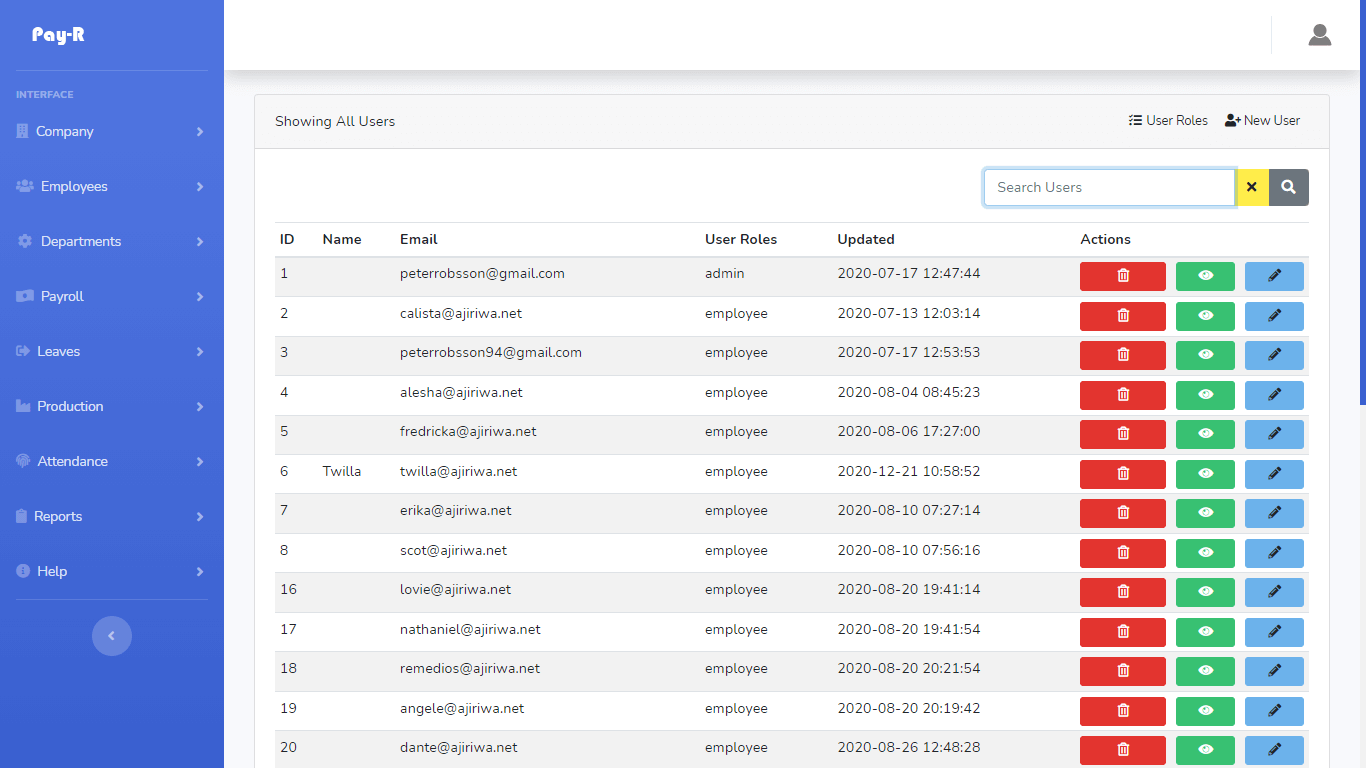 Pay-R
INTERFACE
Company
Employees
Departments
Payroll
Leaves
Production
Attendance
Reports
Help
Showing All Users User Roles New User
Search Users
ID Name Email User Roles Updated Actions
1 peterrobsson@gmail.com admin 2020-07-17 12:47:44
2 calista@ajiriwa.net employee 2020-07-13 12:03:14
3 peterrobsson94@gmail.com employee 2020-07-17 12:53:53
4 alesha@ajiriwa.net employee 2020-08-04 08:45:23
5 fredricka@ajiriwa.net employee 2020-08-06 17:27:00
6 Twilla twilla@ajiriwa.net employee 2020-12-21 10:58:52
7 erika@ajiriwa.net employee 2020-08-10 07:27:14
8 scot@ajiriwa.net employee 2020-08-10 07:56:16
16 lovie@ajiriwa.net employee 2020-08-20 19:41:14
17 nathaniel@ajiriwa.net employee 2020-08-20 19:41:54
18 remedios@ajiriwa.net employee 2020-08-20 20:21:54
19 angele@ajiriwa.net employee 2020-08-20 20:19:42
20 dante@ajiriwa.net employee 2020-08-26 12:48:28